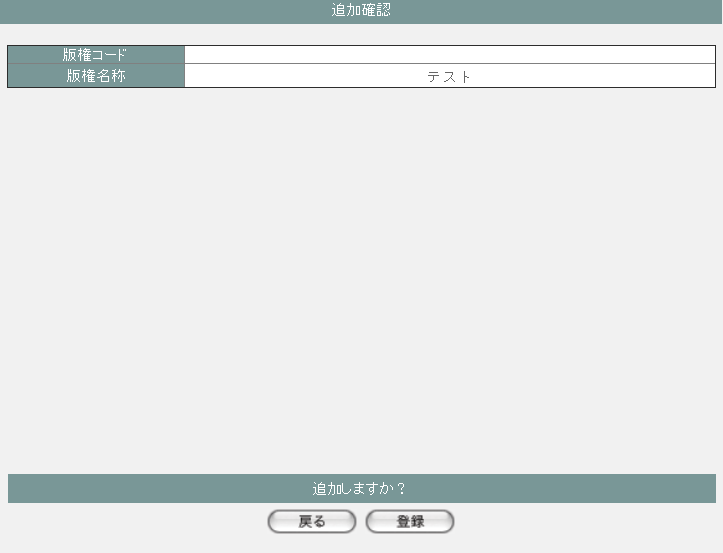 追加確認
版権コード
版権名称 テスト
追加しますか？
戻る 登録